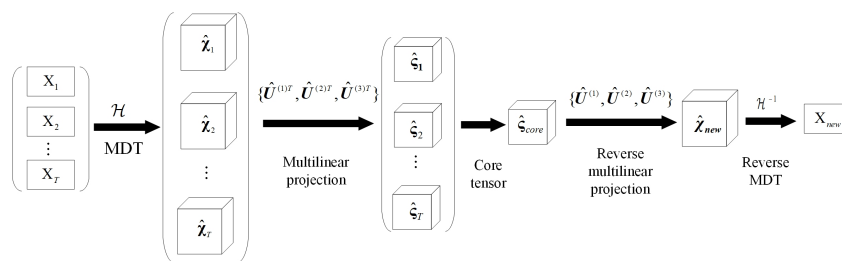 X₁
X₂
⋮
X_T
ℋ
MDT
χ̂₁
χ̂₂
⋮
χ̂_T
{Û⁽¹⁾ᵀ, Û⁽²⁾ᵀ, Û⁽³⁾ᵀ}
Multilinear
projection
ς̂₁
ς̂₂
⋮
ς̂_T
Core
tensor
ς̂_core
{Û⁽¹⁾, Û⁽²⁾, Û⁽³⁾}
Reverse
multilinear
projection
χ̂_new
ℋ⁻¹
Reverse
MDT
X_new